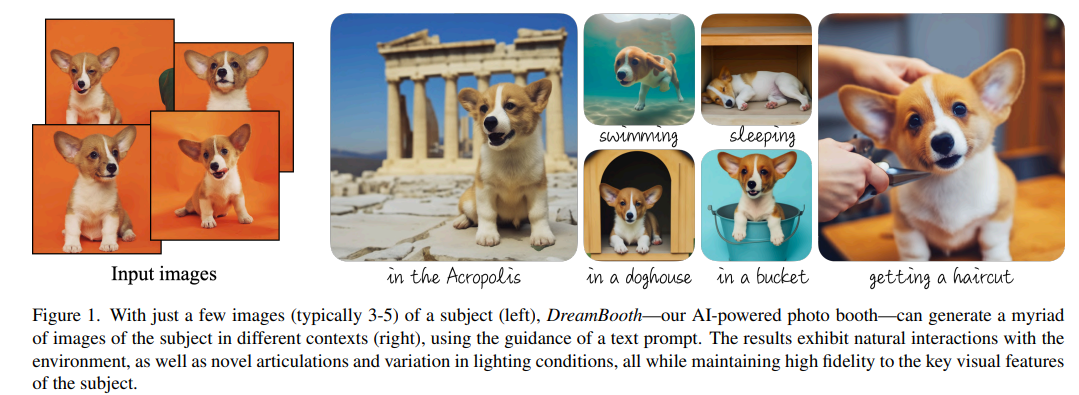 swimming
sleeping
Input images
in the Acropolis
in a doghouse
in a bucket
getting a haircut
Figure 1. With just a few images (typically 3-5) of a subject (left), DreamBooth—our AI-powered photo booth—can generate a myriad
of images of the subject in different contexts (right), using the guidance of a text prompt. The results exhibit natural interactions with the
environment, as well as novel articulations and variation in lighting conditions, all while maintaining high fidelity to the key visual features
of the subject.